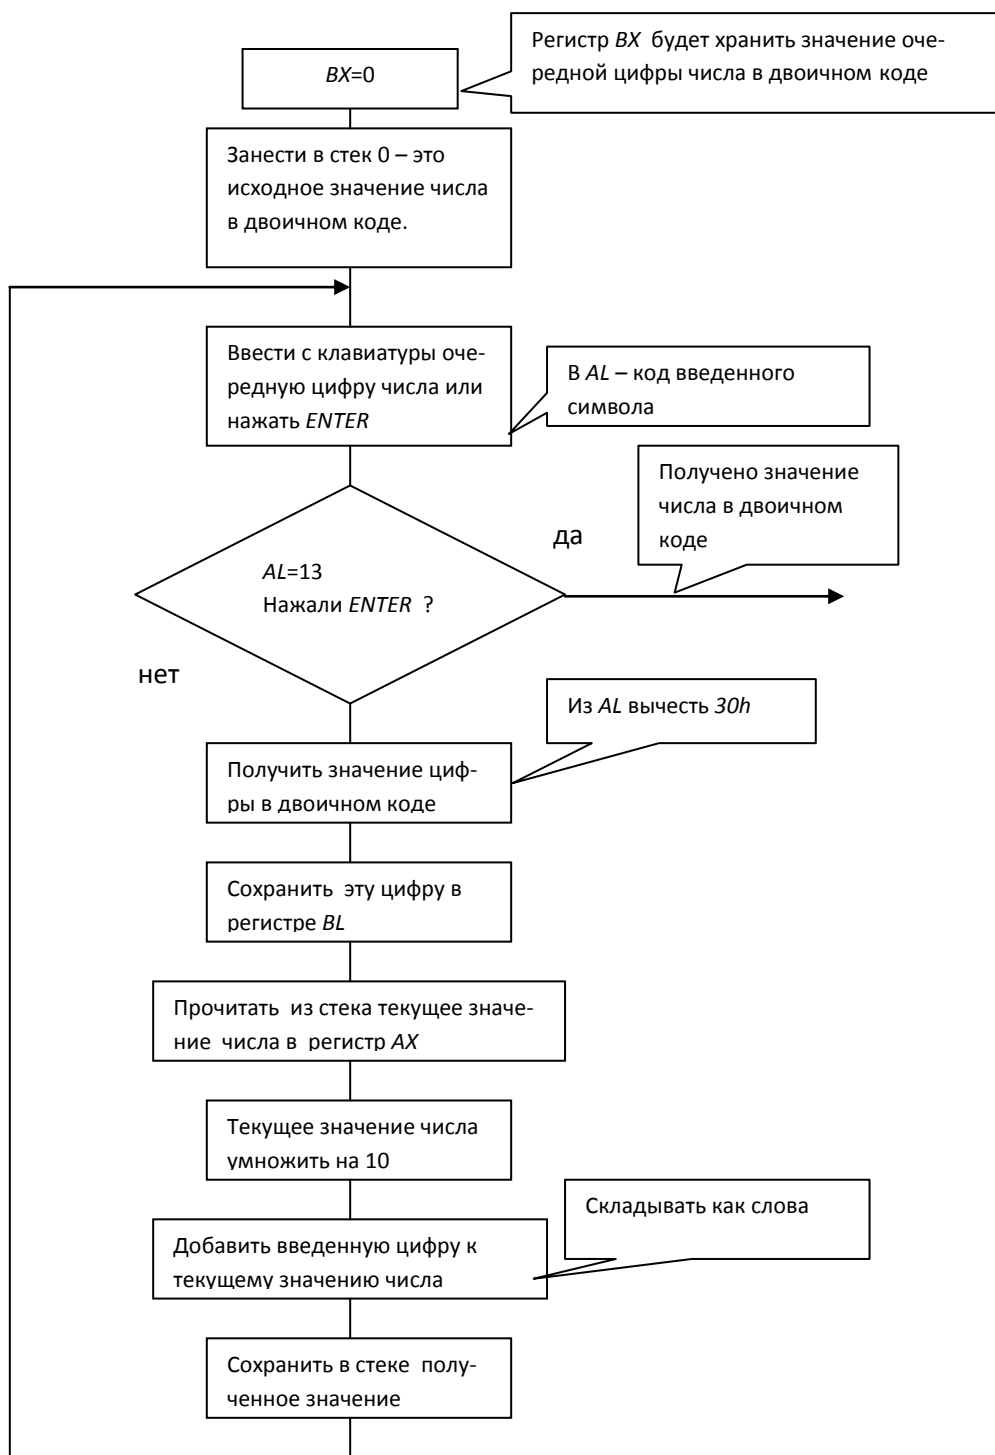 Регистр BX будет хранить значение оче-
редной цифры числа в двоичном коде
BX=0
Занести в стек 0 – это
исходное значение числа
в двоичном коде.
Ввести с клавиатуры оче-
редную цифру числа или
нажать ENTER
В AL – код введенного
символа
Получено значение
числа в двоичном
коде
да
AL=13
Нажали ENTER ?
нет
Из AL вычесть 30h
Получить значение циф-
ры в двоичном коде
Сохранить эту цифру в
регистре BL
Прочитать из стека текущее значе-
ние числа в регистр AX
Текущее значение числа
умножить на 10
Складывать как слова
Добавить введенную цифру к
текущему значению числа
Сохранить в стеке полу-
ченное значение